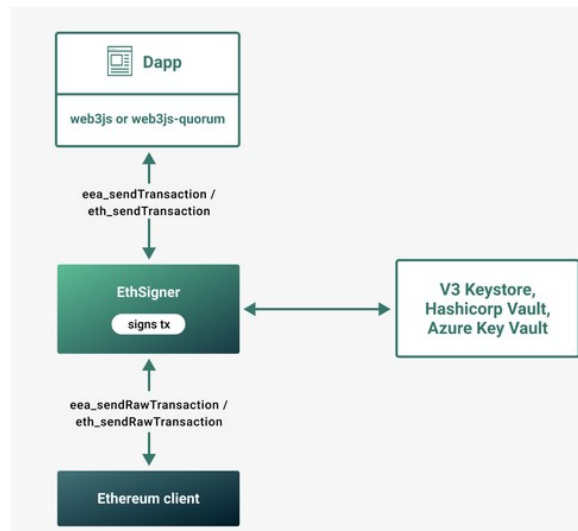 Dapp
web3js or web3js-quorum
eea_sendTransaction /
eth_sendTransaction
EthSigner
signs tx
V3 Keystore,
Hashicorp Vault,
Azure Key Vault
eea_sendRawTransaction /
eth_sendRawTransaction
Ethereum client